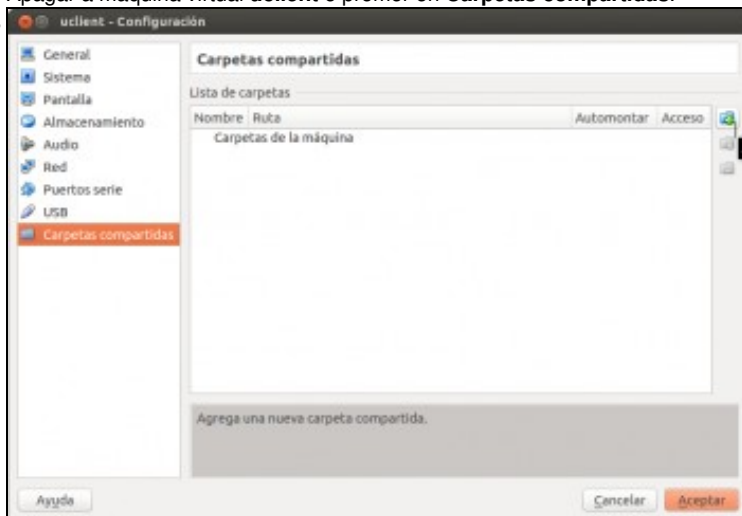 Apagar a máquina virtual uclient e premer en Carpetas compartidas.
uclient - Configuración
General
Sistema
Pantalla
Almacenamiento
Audio
Red
Puertos serie
USB
Carpetas compartidas
Carpetas compartidas
Lista de carpetas
Nombre Ruta Automontar Acceso
Carpetas de la máquina
Agrega una nueva carpeta compartida.
Ayuda
Cancelar
Aceptar